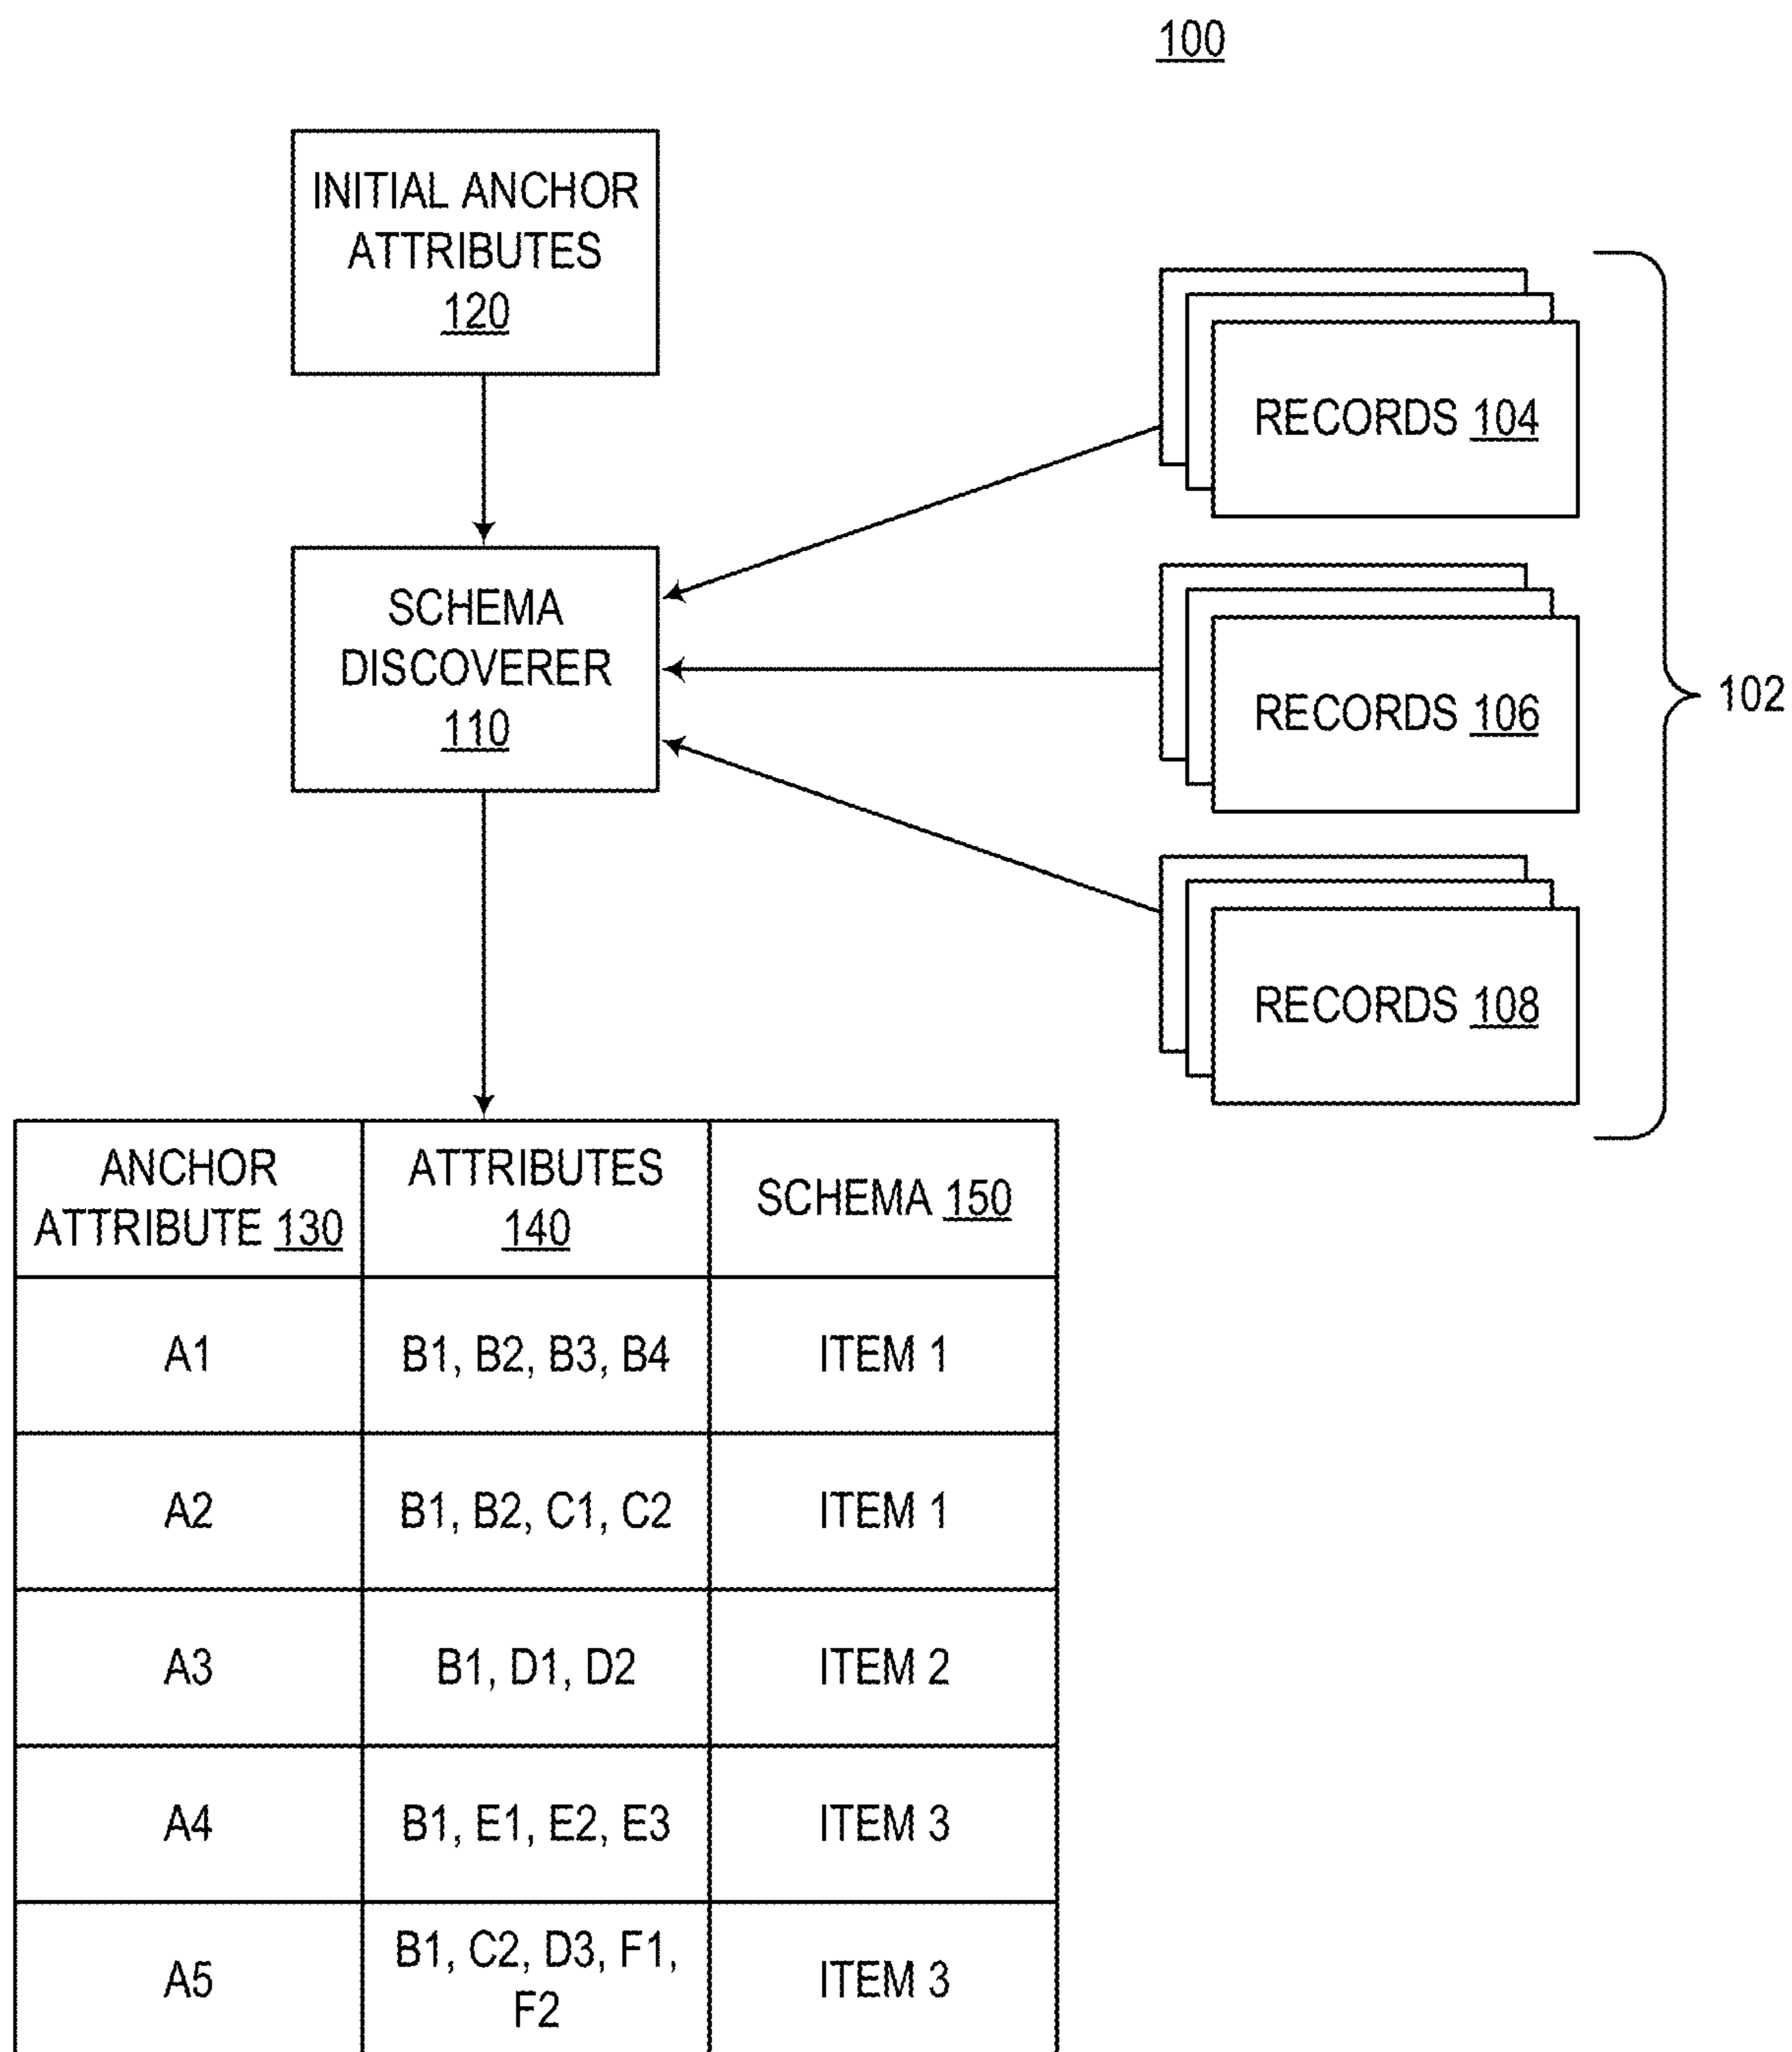 100
INITIAL ANCHOR
ATTRIBUTES
120
RECORDS 104
SCHEMA
DISCOVERER
110
RECORDS 106
102
RECORDS 108
ANCHOR
ATTRIBUTE 130
ATTRIBUTES
140
SCHEMA 150
A1
B1, B2, B3, B4
ITEM 1
A2
B1, B2, C1, C2
ITEM 1
A3
B1, D1, D2
ITEM 2
A4
B1, E1, E2, E3
ITEM 3
A5
B1, C2, D3, F1,
F2
ITEM 3